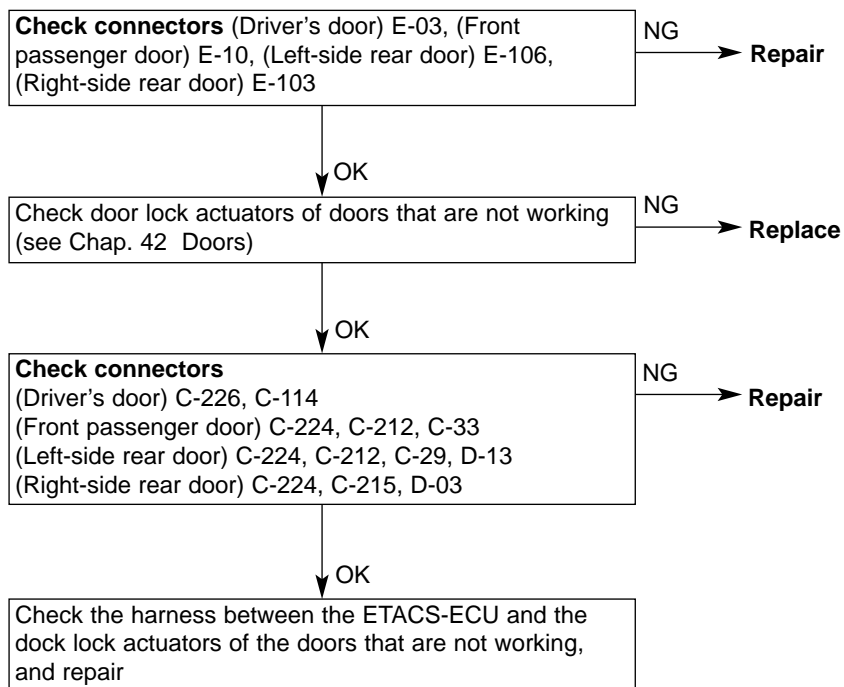 Check connectors (Driver's door) E-03, (Front
passenger door) E-10, (Left-side rear door) E-106,
(Right-side rear door) E-103
NG
Repair
OK
Check door lock actuators of doors that are not working
(see Chap. 42 Doors)
NG
Replace
OK
Check connectors
(Driver's door) C-226, C-114
(Front passenger door) C-224, C-212, C-33
(Left-side rear door) C-224, C-212, C-29, D-13
(Right-side rear door) C-224, C-215, D-03
NG
Repair
OK
Check the harness between the ETACS-ECU and the
dock lock actuators of the doors that are not working,
and repair